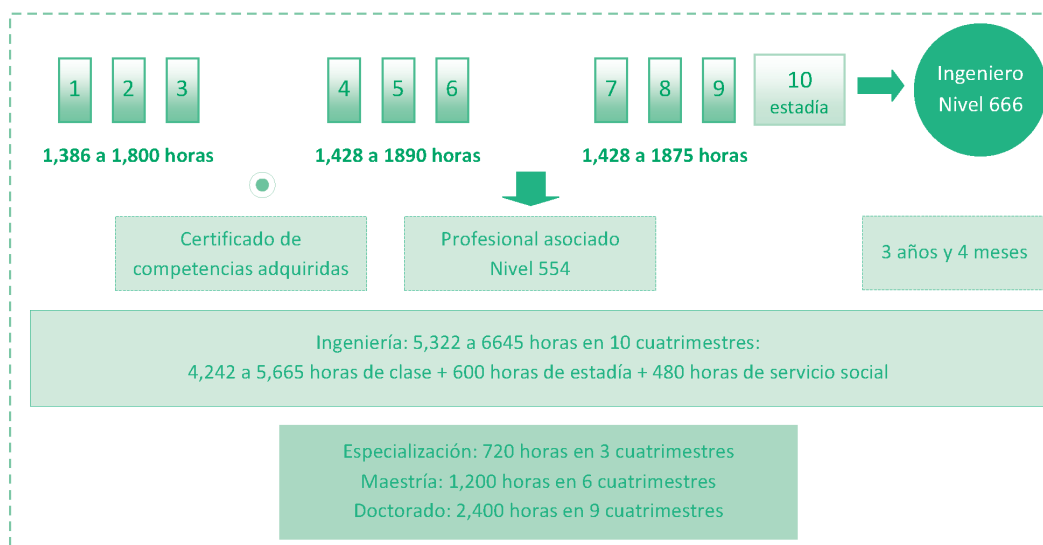 1 2 3 4 5 6 7 8 9 10
estadía
Ingeniero
Nivel 666
1,386 a 1,800 horas
1,428 a 1890 horas
1,428 a 1875 horas
Certificado de
competencias adquiridas
Profesional asociado
Nivel 554
3 años y 4 meses
Ingeniería: 5,322 a 6645 horas en 10 cuatrimestres:
4,242 a 5,665 horas de clase + 600 horas de estadía + 480 horas de servicio social
Especialización: 720 horas en 3 cuatrimestres
Maestría: 1,200 horas en 6 cuatrimestres
Doctorado: 2,400 horas en 9 cuatrimestres